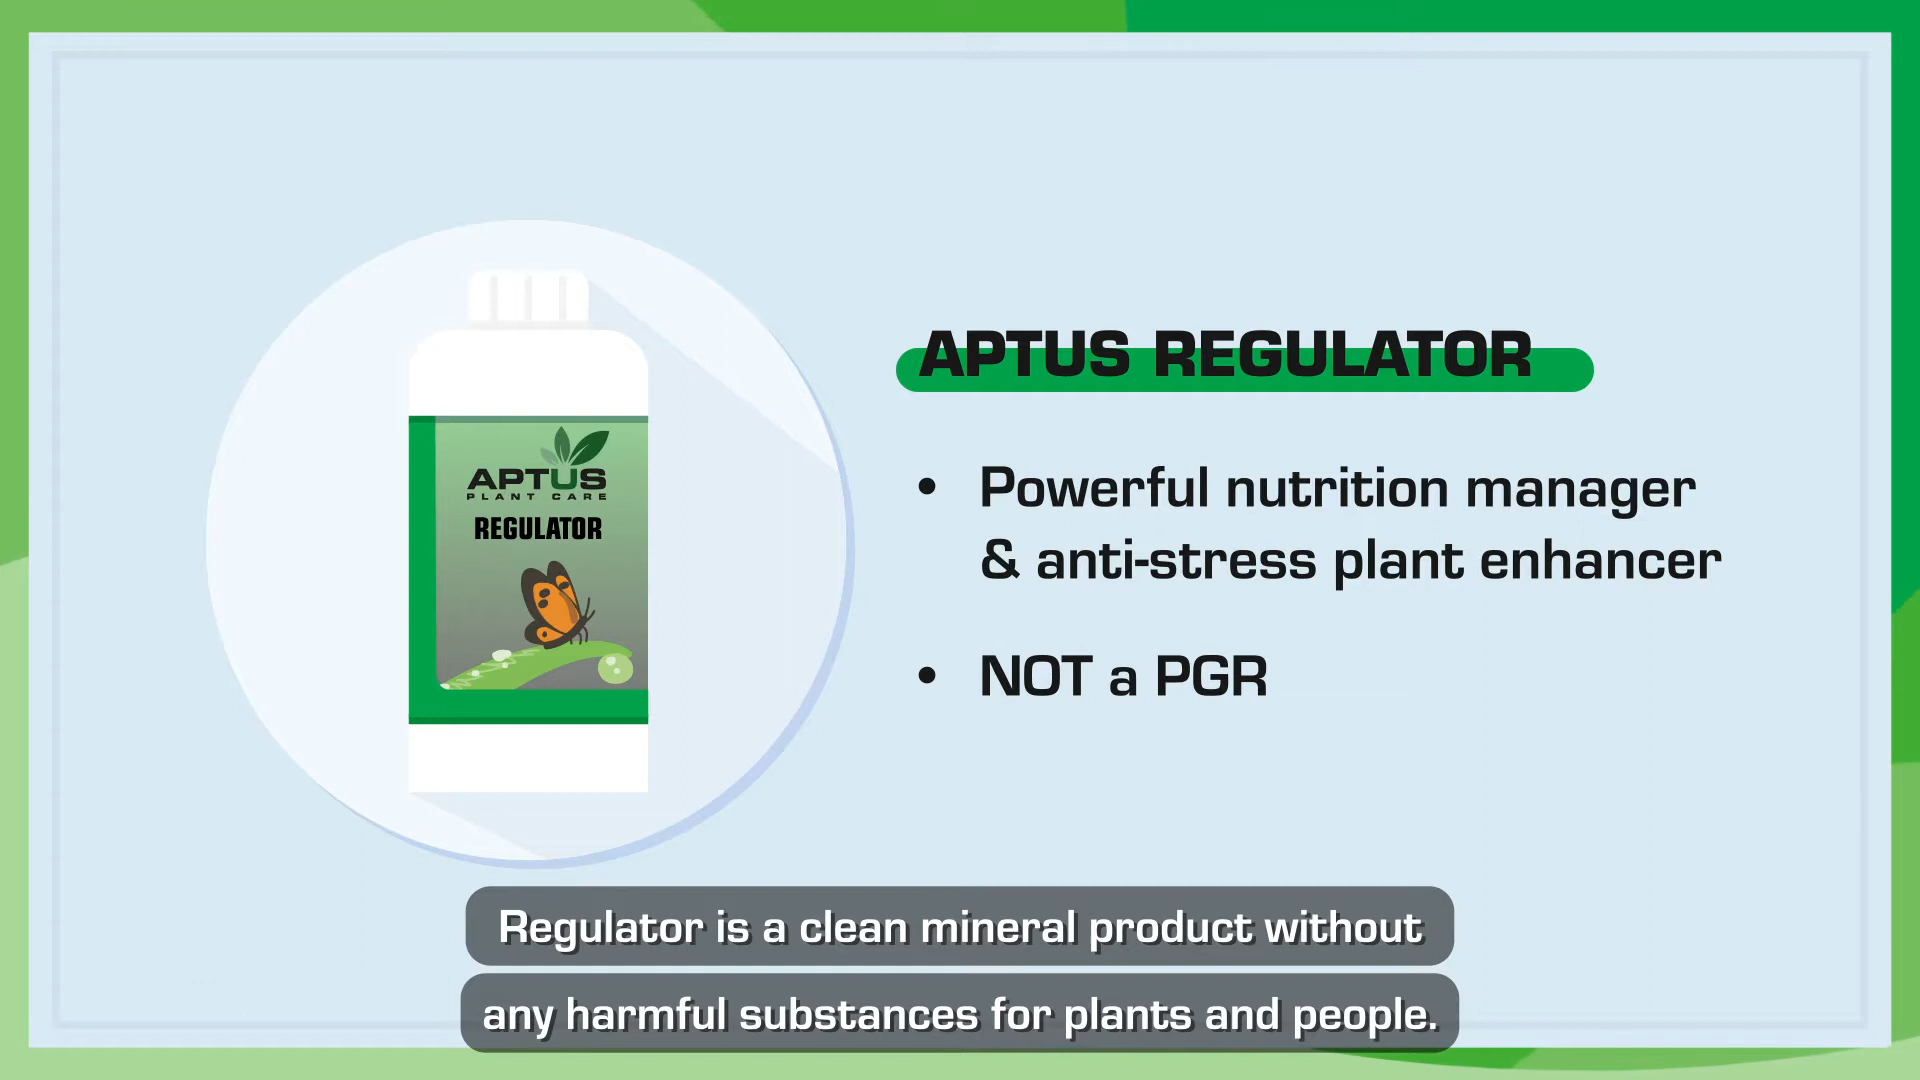 APTUS
PLANT CARE
REGULATOR
APTUS REGULATOR
• Powerful nutrition manager
& anti-stress plant enhancer
• NOT a PGR
Regulator is a clean mineral product without
any harmful substances for plants and people.